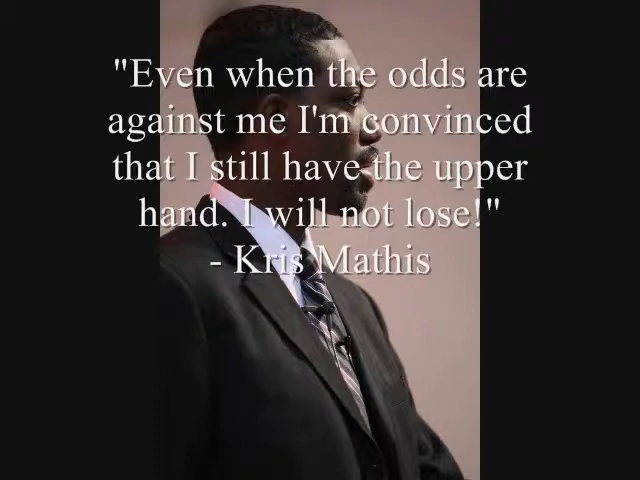 "Even when the odds are
against me I'm convinced
that I still have the upper
hand. I will not lose!"
- Kris Mathis